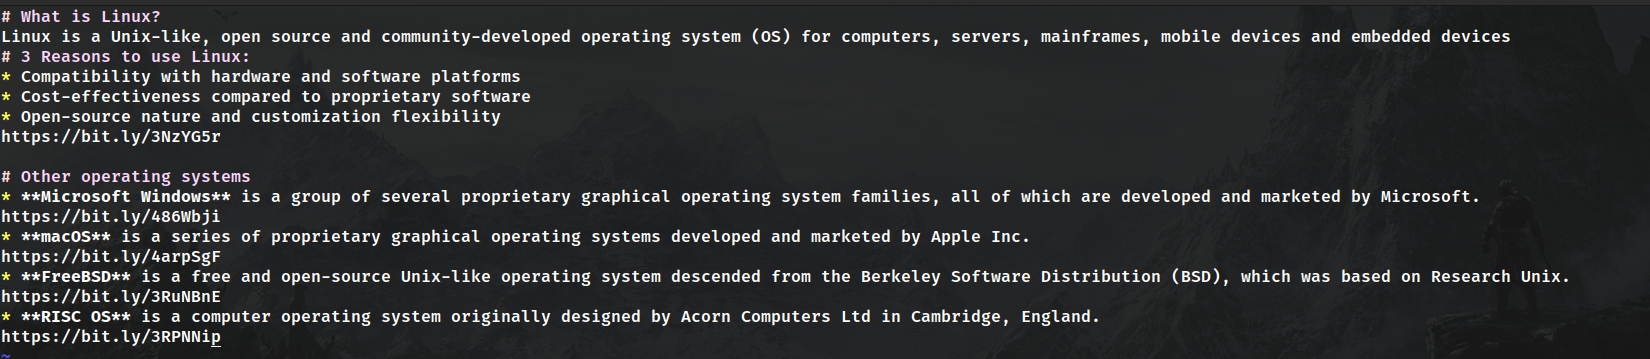 # What is Linux?
Linux is a Unix-like, open source and community-developed operating system (OS) for computers, servers, mainframes, mobile devices and embedded devices
# 3 Reasons to use Linux:
* Compatibility with hardware and software platforms
* Cost-effectiveness compared to proprietary software
* Open-source nature and customization flexibility
https://bit.ly/3NzYG5r

# Other operating systems
* **Microsoft Windows** is a group of several proprietary graphical operating system families, all of which are developed and marketed by Microsoft.
https://bit.ly/486Wbji
* **macOS** is a series of proprietary graphical operating systems developed and marketed by Apple Inc.
https://bit.ly/4arpSgF
* **FreeBSD** is a free and open-source Unix-like operating system descended from the Berkeley Software Distribution (BSD), which was based on Research Unix.
https://bit.ly/3RuNBnE
* **RISC OS** is a computer operating system originally designed by Acorn Computers Ltd in Cambridge, England.
https://bit.ly/3RPNNip
~